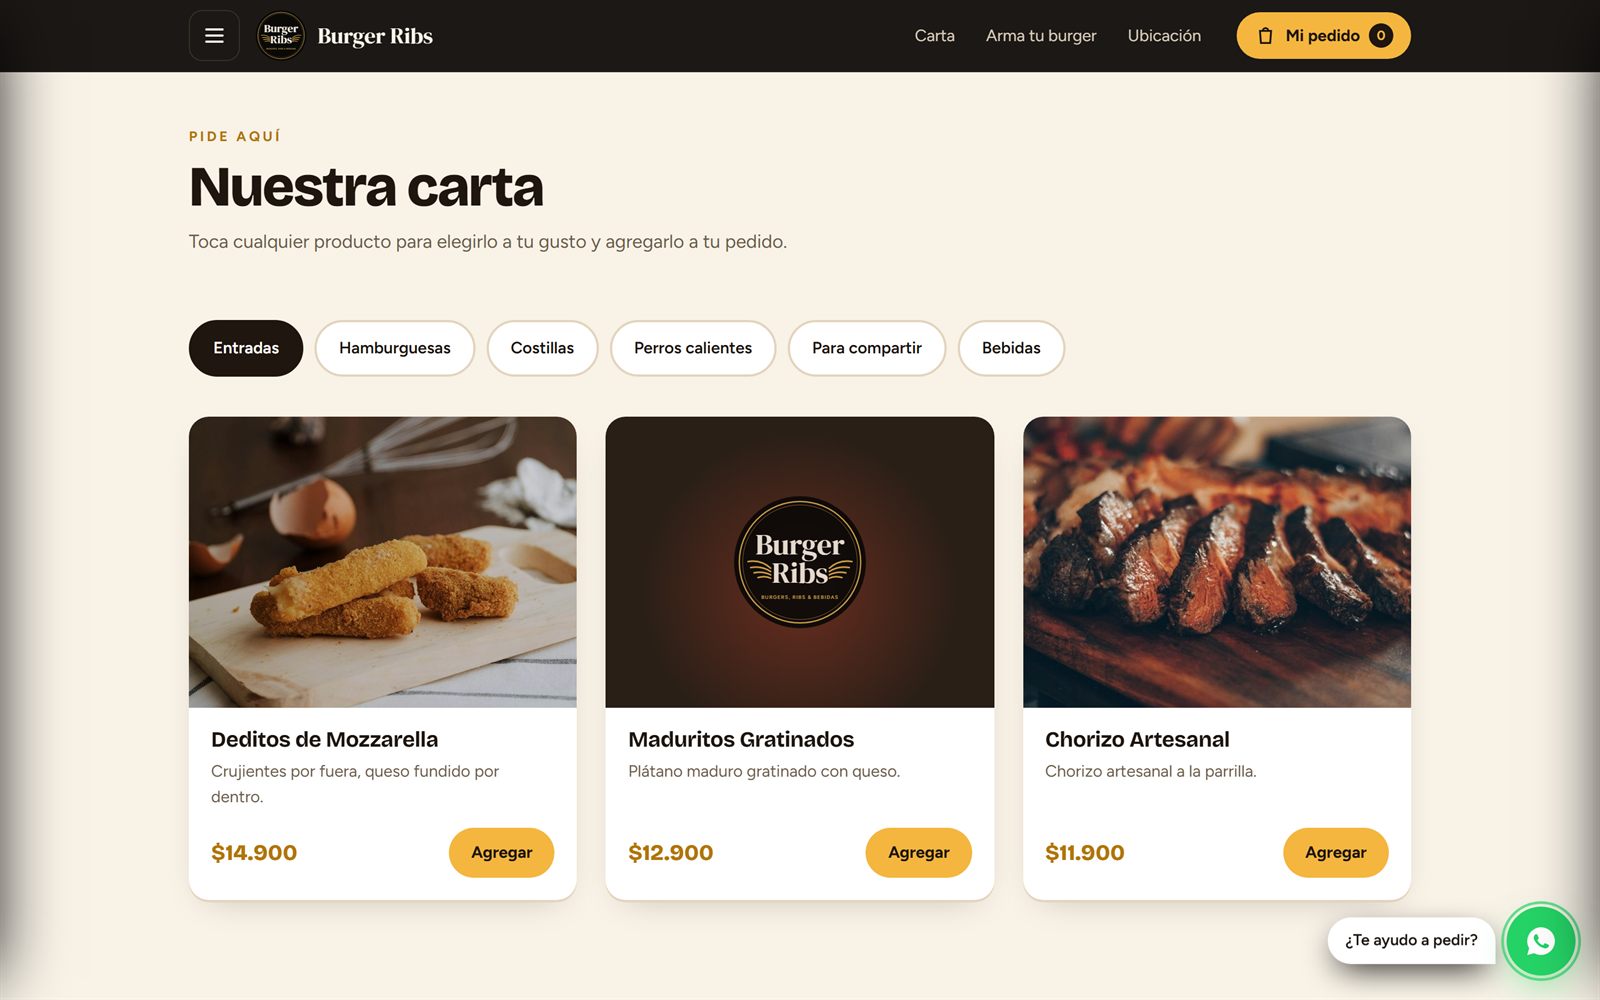 Burger Ribs
Burger Ribs
Carta
Arma tu burger
Ubicación
Mi pedido 0
PIDE AQUÍ
Nuestra carta
Toca cualquier producto para elegirlo a tu gusto y agregarlo a tu pedido.
Entradas
Hamburguesas
Costillas
Perros calientes
Para compartir
Bebidas
Burger
Ribs
BURGERS, RIBS & BEBIDAS
Deditos de Mozzarella
Crujientes por fuera, queso fundido por
dentro.
$14.900
Agregar
Maduritos Gratinados
Plátano maduro gratinado con queso.
$12.900
Agregar
Chorizo Artesanal
Chorizo artesanal a la parrilla.
$11.900
Agregar
¿Te ayudo a pedir?